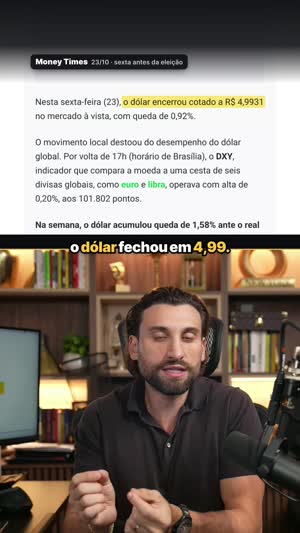 Money Times 23/10 · sexta antes da eleição
Nesta sexta-feira (23), o dólar encerrou cotado a R$ 4,9931
no mercado à vista, com queda de 0,92%.
O movimento local destoou do desempenho do dólar
global. Por volta de 17h (horário de Brasília), o DXY,
indicador que compara a moeda a uma cesta de seis
divisas globais, como euro e libra, operava com alta de
0,20%, aos 101.802 pontos.
Na semana, o dólar acumulou queda de 1,58% ante o real
o dólar fechou em 4,99.